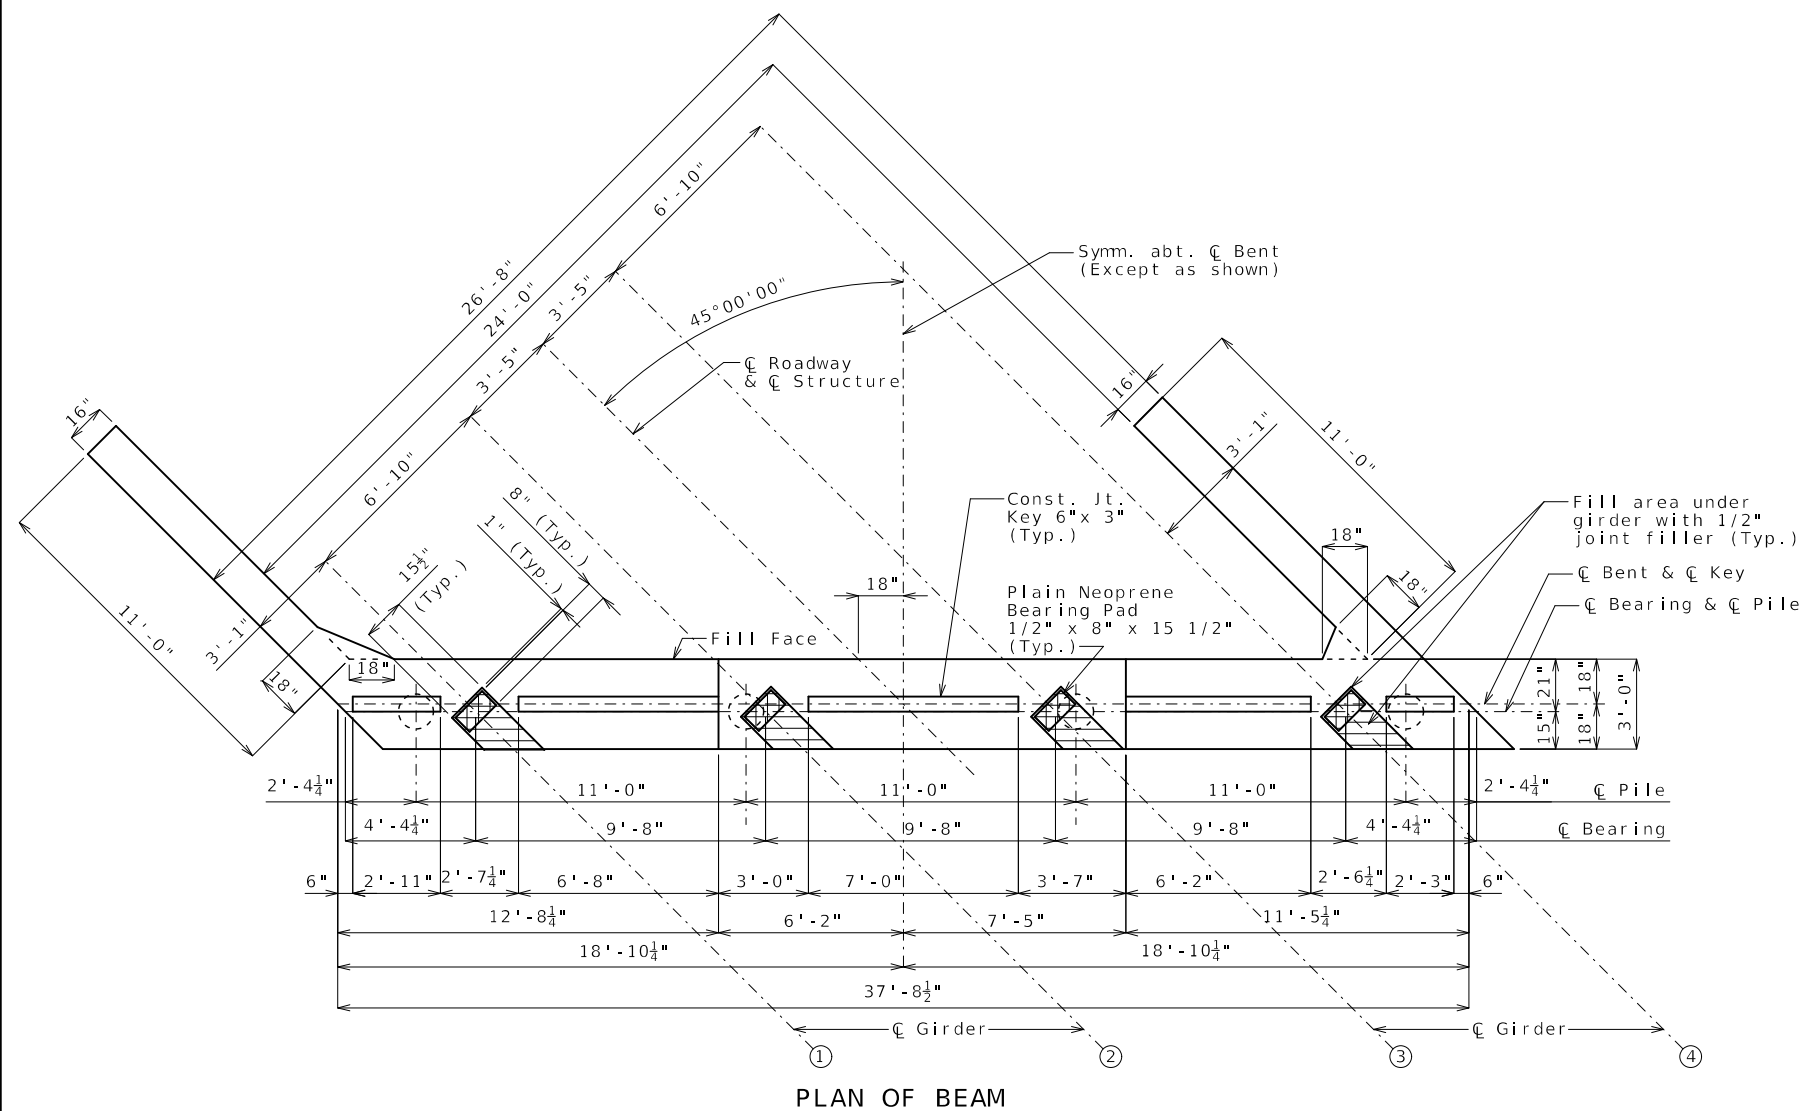 26'-8"
24'-0"
6'-10"
3'-5"
3'-5"
6'-10"
3'-1"
45°00'00"
Symm. abt. ℄ Bent
(Except as shown)
℄ Roadway
& ℄ Structure
16"
11'-0"
18"
18"
15½"
(Typ.)
8" (Typ.)
1" (Typ.)
16"
3'-1"
11'-0"
18"
18"
Const. Jt.
Key 6"x 3"
(Typ.)
18"
Plain Neoprene
Bearing Pad
1/2" x 8" x 15 1/2"
(Typ.)
Fill Face
Fill area under
girder with 1/2"
joint filler (Typ.)
℄ Bent & ℄ Key
℄ Bearing & ℄ Pile
21"
15"
18"
18"
3'-0"
2'-4¼" 11'-0" 11'-0" 11'-0" 2'-4¼" ℄ Pile
4'-4¼" 9'-8" 9'-8" 9'-8" 4'-4¼" ℄ Bearing
6" 2'-11" 2'-7¼" 6'-8" 3'-0" 7'-0" 3'-7" 6'-2" 2'-6¼" 2'-3" 6"
12'-8¼" 6'-2" 7'-5" 11'-5¼"
18'-10¼" 18'-10¼"
37'-8½"
℄ Girder ℄ Girder
1 2 3 4
PLAN OF BEAM